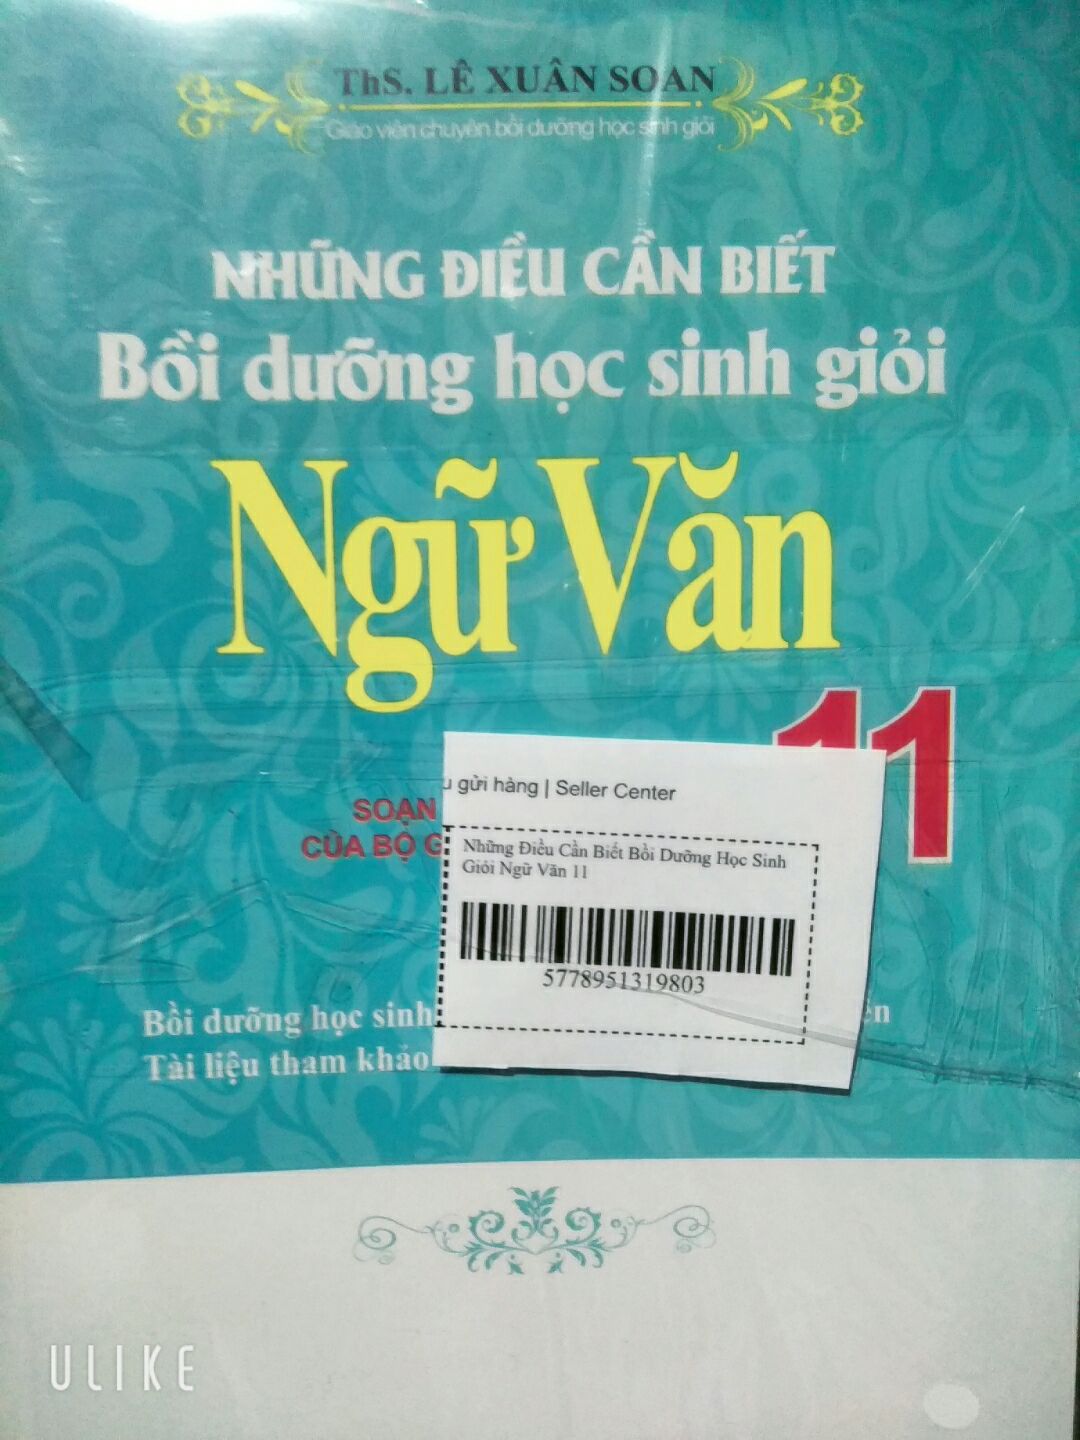 ThS. LÊ XUÂN SOAN
Giáo viên chuyên bồi dưỡng học sinh giỏi
NHỮNG ĐIỀU CẦN BIẾT
Bồi dưỡng học sinh giỏi
Ngữ Văn
11
u gửi hàng | Seller Center
SOẠN
CỦA BỘ G
Những Điều Cần Biết Bồi Dưỡng Học Sinh
Giỏi Ngữ Văn 11
5778951319803
Bồi dưỡng học sinh ên
Tài liệu tham khảo
ULIKE